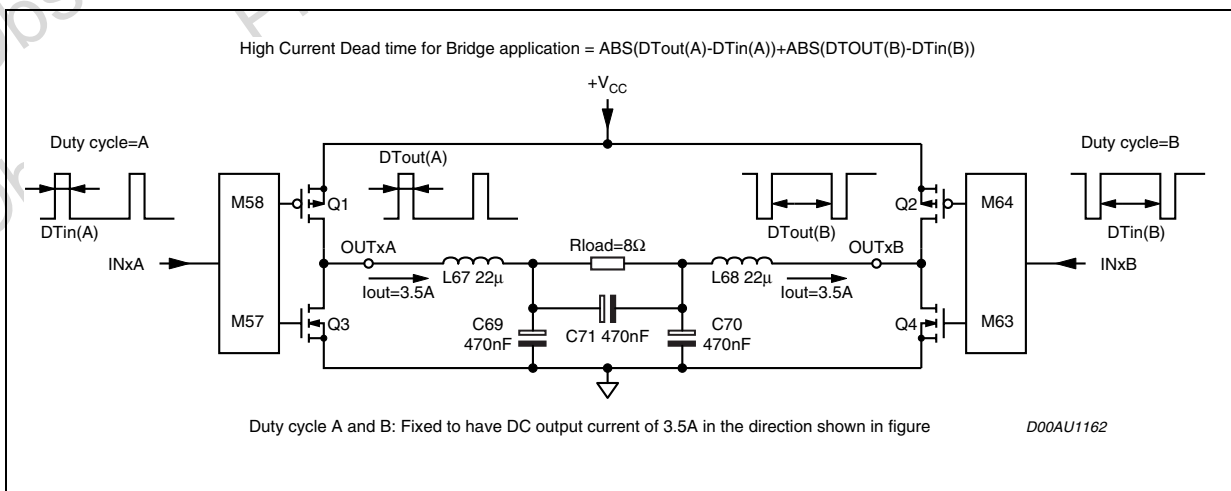 High Current Dead time for Bridge application = ABS(DTout(A)-DTin(A))+ABS(DTOUT(B)-DTin(B))
+VCC
Duty cycle=A
DTout(A)
Duty cycle=B
M58
Q1
Q2
M64
DTin(A)
DTout(B)
DTin(B)
OUTxA
Rload=8Ω
OUTxB
INxA
L67 22µ
L68 22µ
INxB
Iout=3.5A
Iout=3.5A
M57
Q3
C69
470nF
C71 470nF
C70
470nF
Q4
M63
Duty cycle A and B: Fixed to have DC output current of 3.5A in the direction shown in figure
D00AU1162